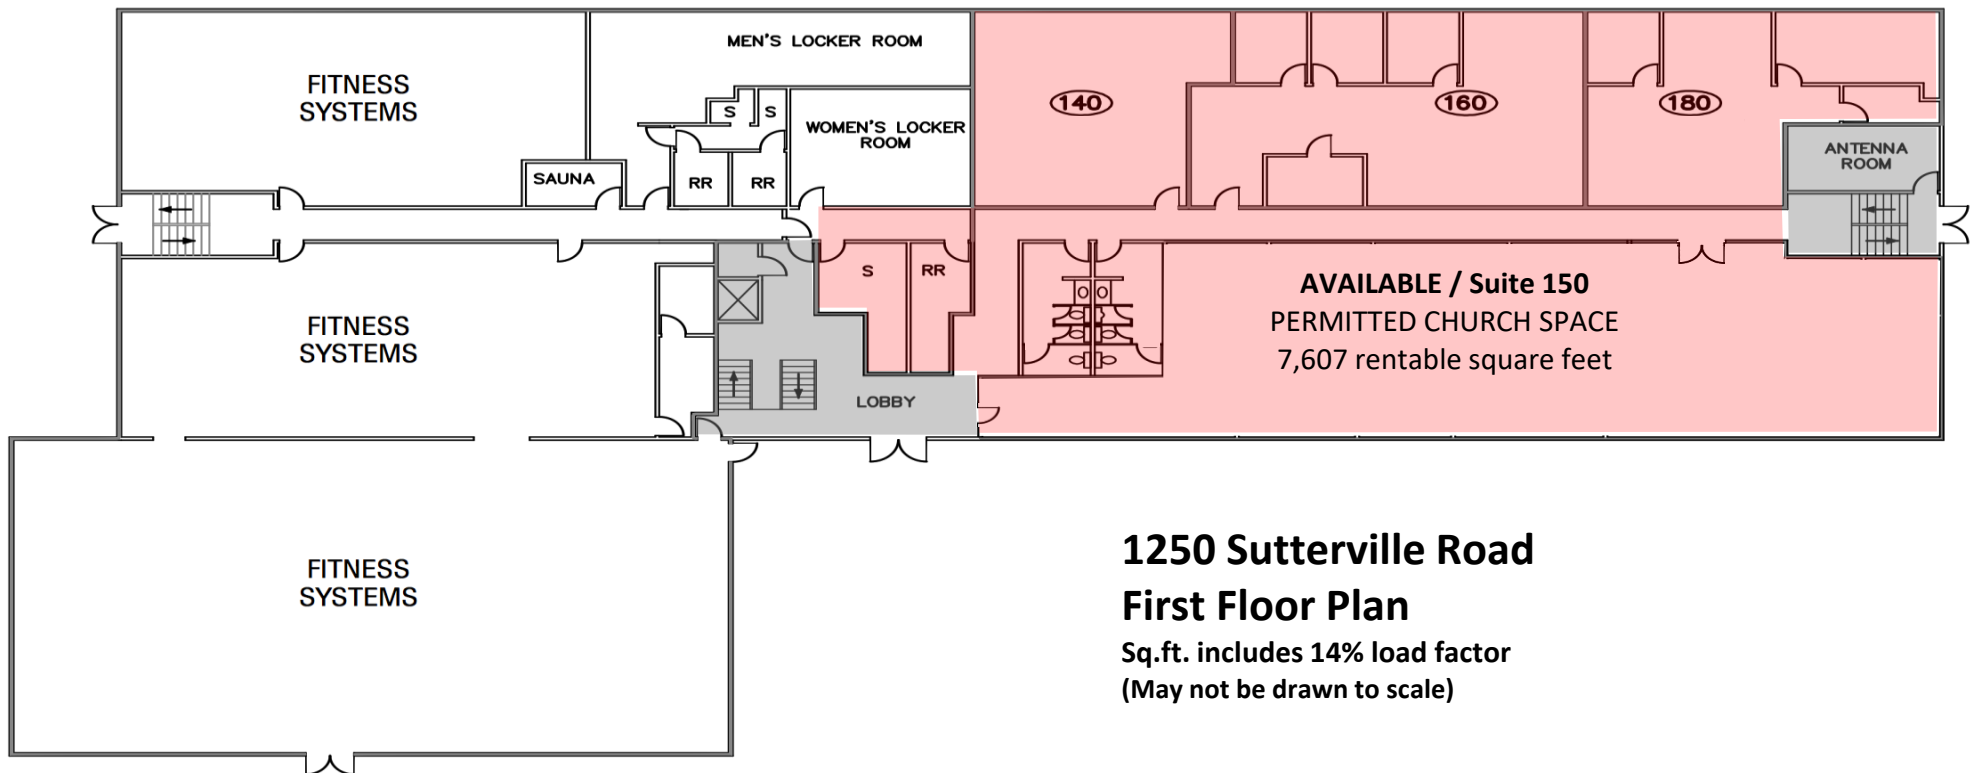 MEN'S LOCKER ROOM
FITNESS
SYSTEMS
140
160
180
S
S
WOMEN'S LOCKER
ROOM
ANTENNA
ROOM
SAUNA
RR
RR
S
RR
AVAILABLE / Suite 150
PERMITTED CHURCH SPACE
7,607 rentable square feet
FITNESS
SYSTEMS
LOBBY
FITNESS
SYSTEMS
1250 Sutterville Road
First Floor Plan
Sq.ft. includes 14% load factor
(May not be drawn to scale)